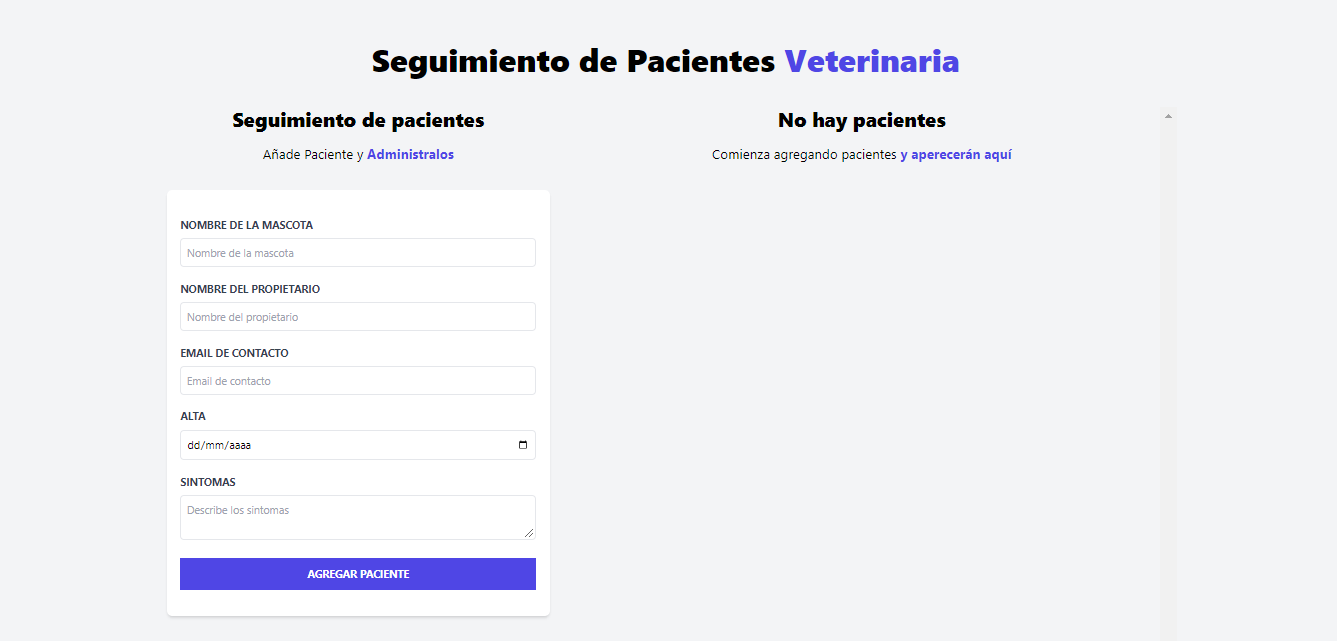 Seguimiento de Pacientes Veterinaria
Seguimiento de pacientes
Añade Paciente y Administralos
NOMBRE DE LA MASCOTA
Nombre de la mascota
NOMBRE DEL PROPIETARIO
Nombre del propietario
EMAIL DE CONTACTO
Email de contacto
ALTA
dd/mm/aaaa
SINTOMAS
Describe los sintomas
AGREGAR PACIENTE
No hay pacientes
Comienza agregando pacientes y aperecerán aquí